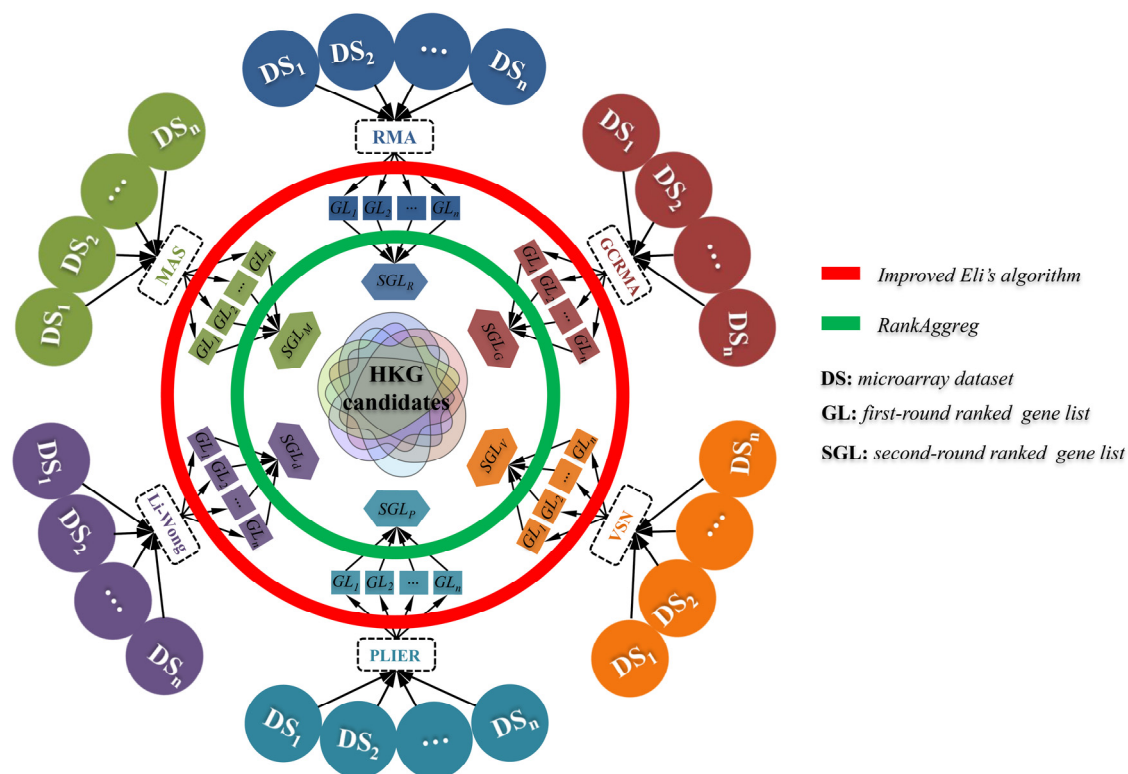 DS1
DS2
...
DSn
RMA
GL1
GL2
...
GLn
SGLR
DS1
DS2
...
DSn
GCRMA
GL1
GL2
...
GLn
SGLG
DSn
...
DS2
DS1
VSN
GLn
...
GL2
GL1
SGLV
SGLP
GL1
GL2
...
GLn
PLIER
DS1
DS2
...
DSn
DS1
DS2
...
DSn
Li-Wong
GL1
GL2
...
GLn
SGLd
DSn
...
DS2
DS1
MAS
GLn
...
GL2
GL1
SGLM
HKG
candidates
Improved Eli's algorithm
RankAggreg
DS: microarray dataset
GL: first-round ranked gene list
SGL: second-round ranked gene list